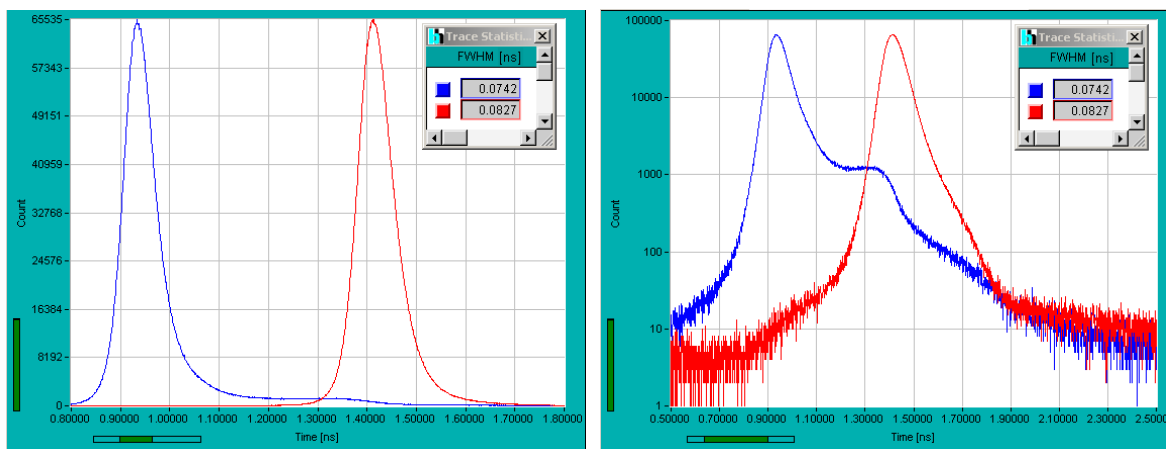 65535
57343
49151
40959
32768
24576
16384
8192
0
Count
0.80000 0.90000 1.00000 1.10000 1.20000 1.30000 1.40000 1.50000 1.60000 1.70000 1.80000
Time [ns]
Trace Statisti...
FWHM [ns]
0.0742
0.0827
100000
10000
1000
100
10
1
Count
0.50000 0.70000 0.90000 1.10000 1.30000 1.50000 1.70000 1.90000 2.10000 2.30000 2.5000
Time [ns]
Trace Statisti...
FWHM [ns]
0.0742
0.0827